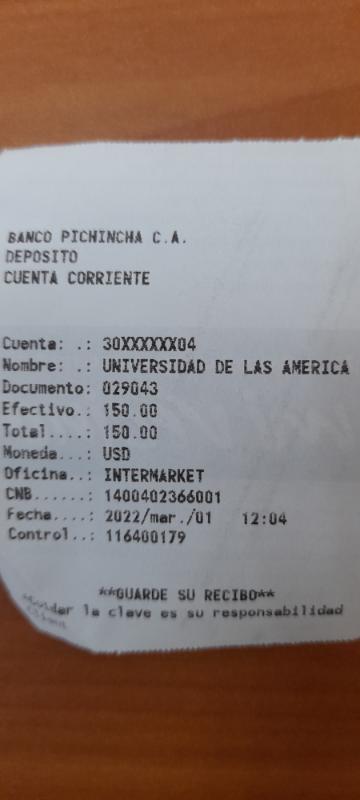 BANCO PICHINCHA C.A.
DEPOSITO
CUENTA CORRIENTE
Cuenta: .: 30XXXXXX04
Nombre: .: UNIVERSIDAD DE LAS AMERICA
Documento: 029043
Efectivo.: 150.00
Total....: 150.00
Moneda...: USD
Oficina..: INTERMARKET
CNB......: 1400402366001
Fecha....: 2022/mar./01 12:04
Control..: 116400179
**GUARDE SU RECIBO**
la clave es su responsabilidad